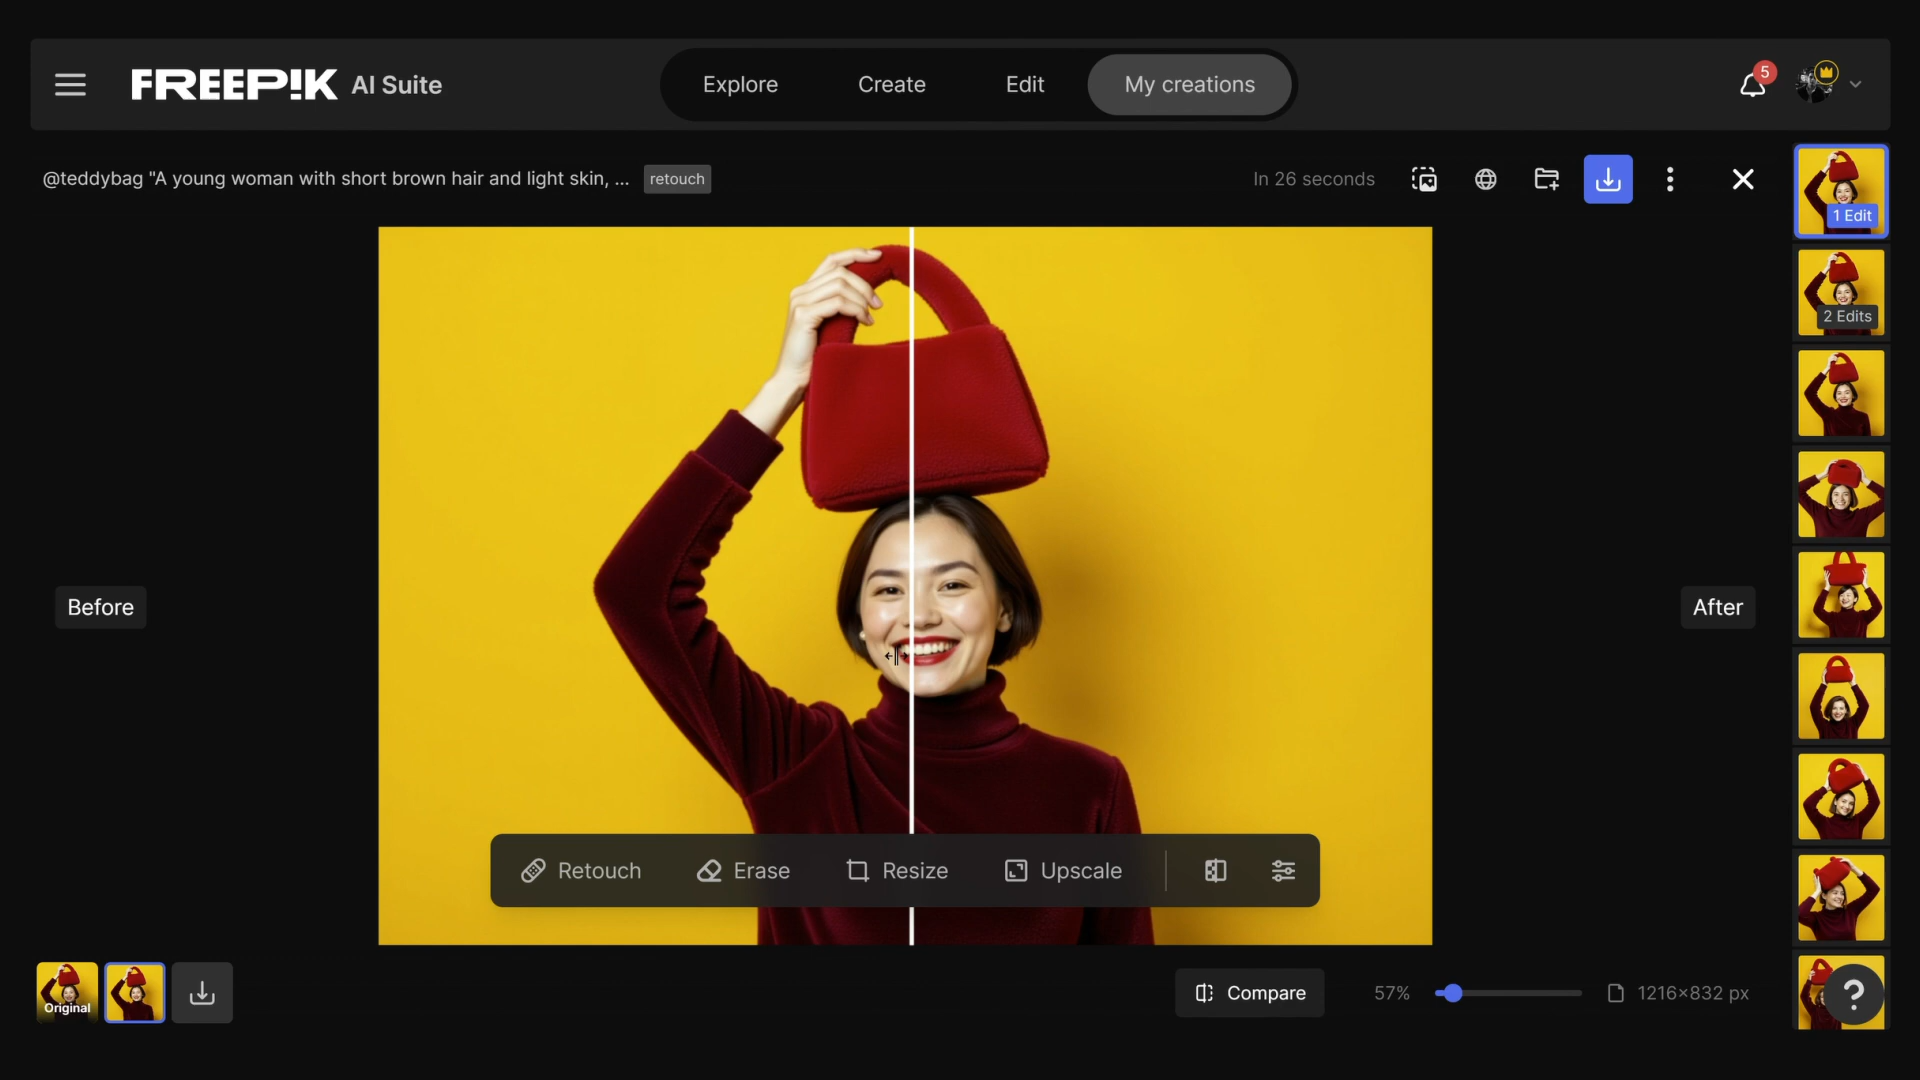 FREEP!K AI Suite
Explore
Create
Edit
My creations
5
@teddybag "A young woman with short brown hair and light skin, ...
retouch
In 26 seconds
1 Edit
2 Edits
Before
After
Retouch
Erase
Resize
Upscale
Original
Compare
57%
1216×832 px
?